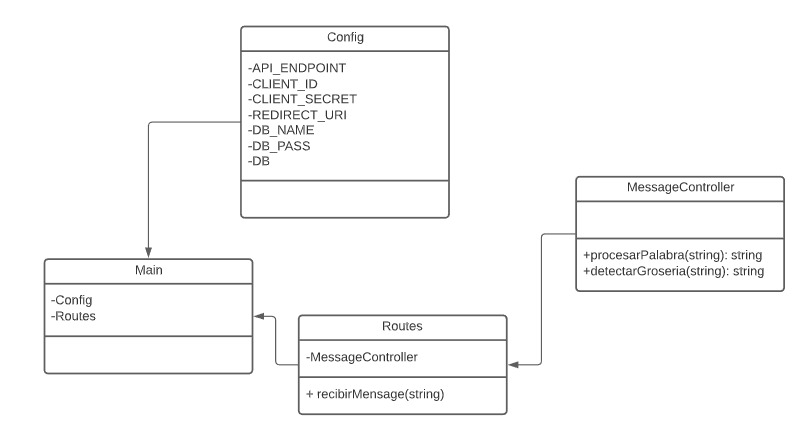 Config
-API_ENDPOINT
-CLIENT_ID
-CLIENT_SECRET
-REDIRECT_URI
-DB_NAME
-DB_PASS
-DB
MessageController
+procesarPalabra(string): string
+detectarGroseria(string): string
Main
-Config
-Routes
Routes
-MessageController
+ recibirMensage(string)